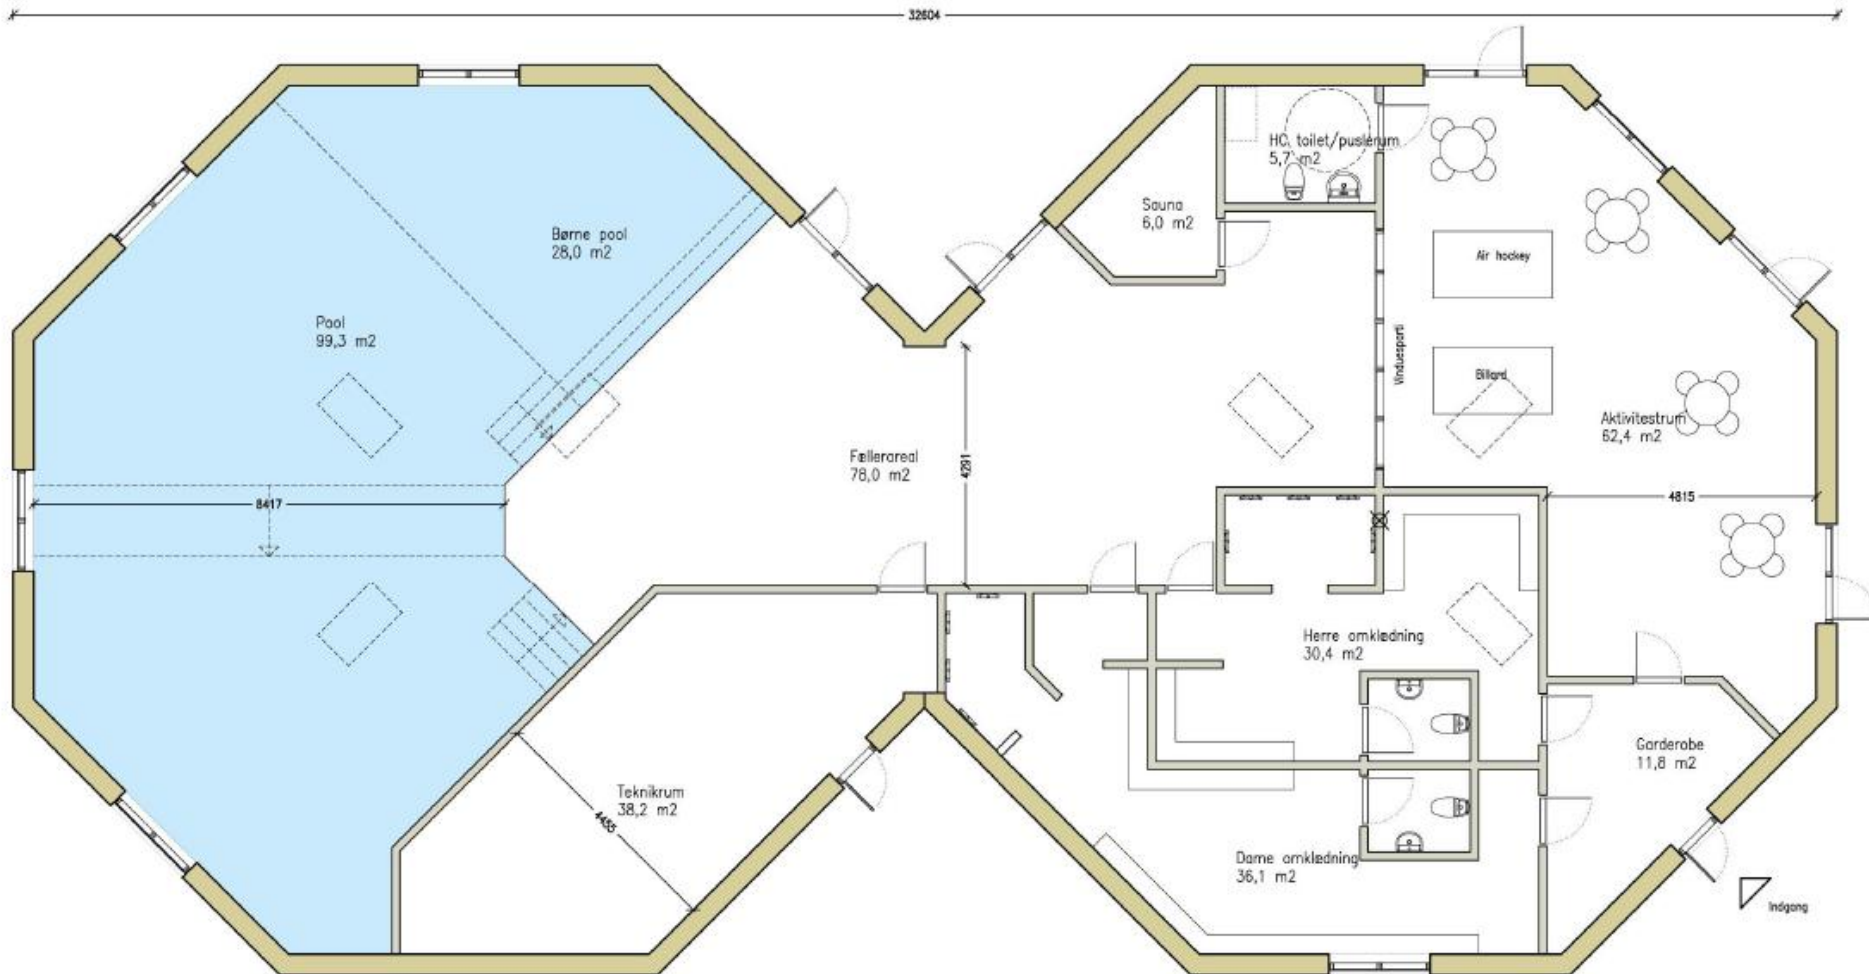 32604
HC toilet/puslerum
5,7 m2
Sauna
6,0 m2
Børne pool
28,0 m2
Air hockey
Pool
99,3 m2
Vinduesparti
Billard
Aktivitestrum
62,4 m2
Fællerareal
78,0 m2
4291
8417
4815
Herre omklædning
30,4 m2
Garderobe
11,8 m2
Teknikrum
38,2 m2
4455
Dame omklædning
36,1 m2
Indgang